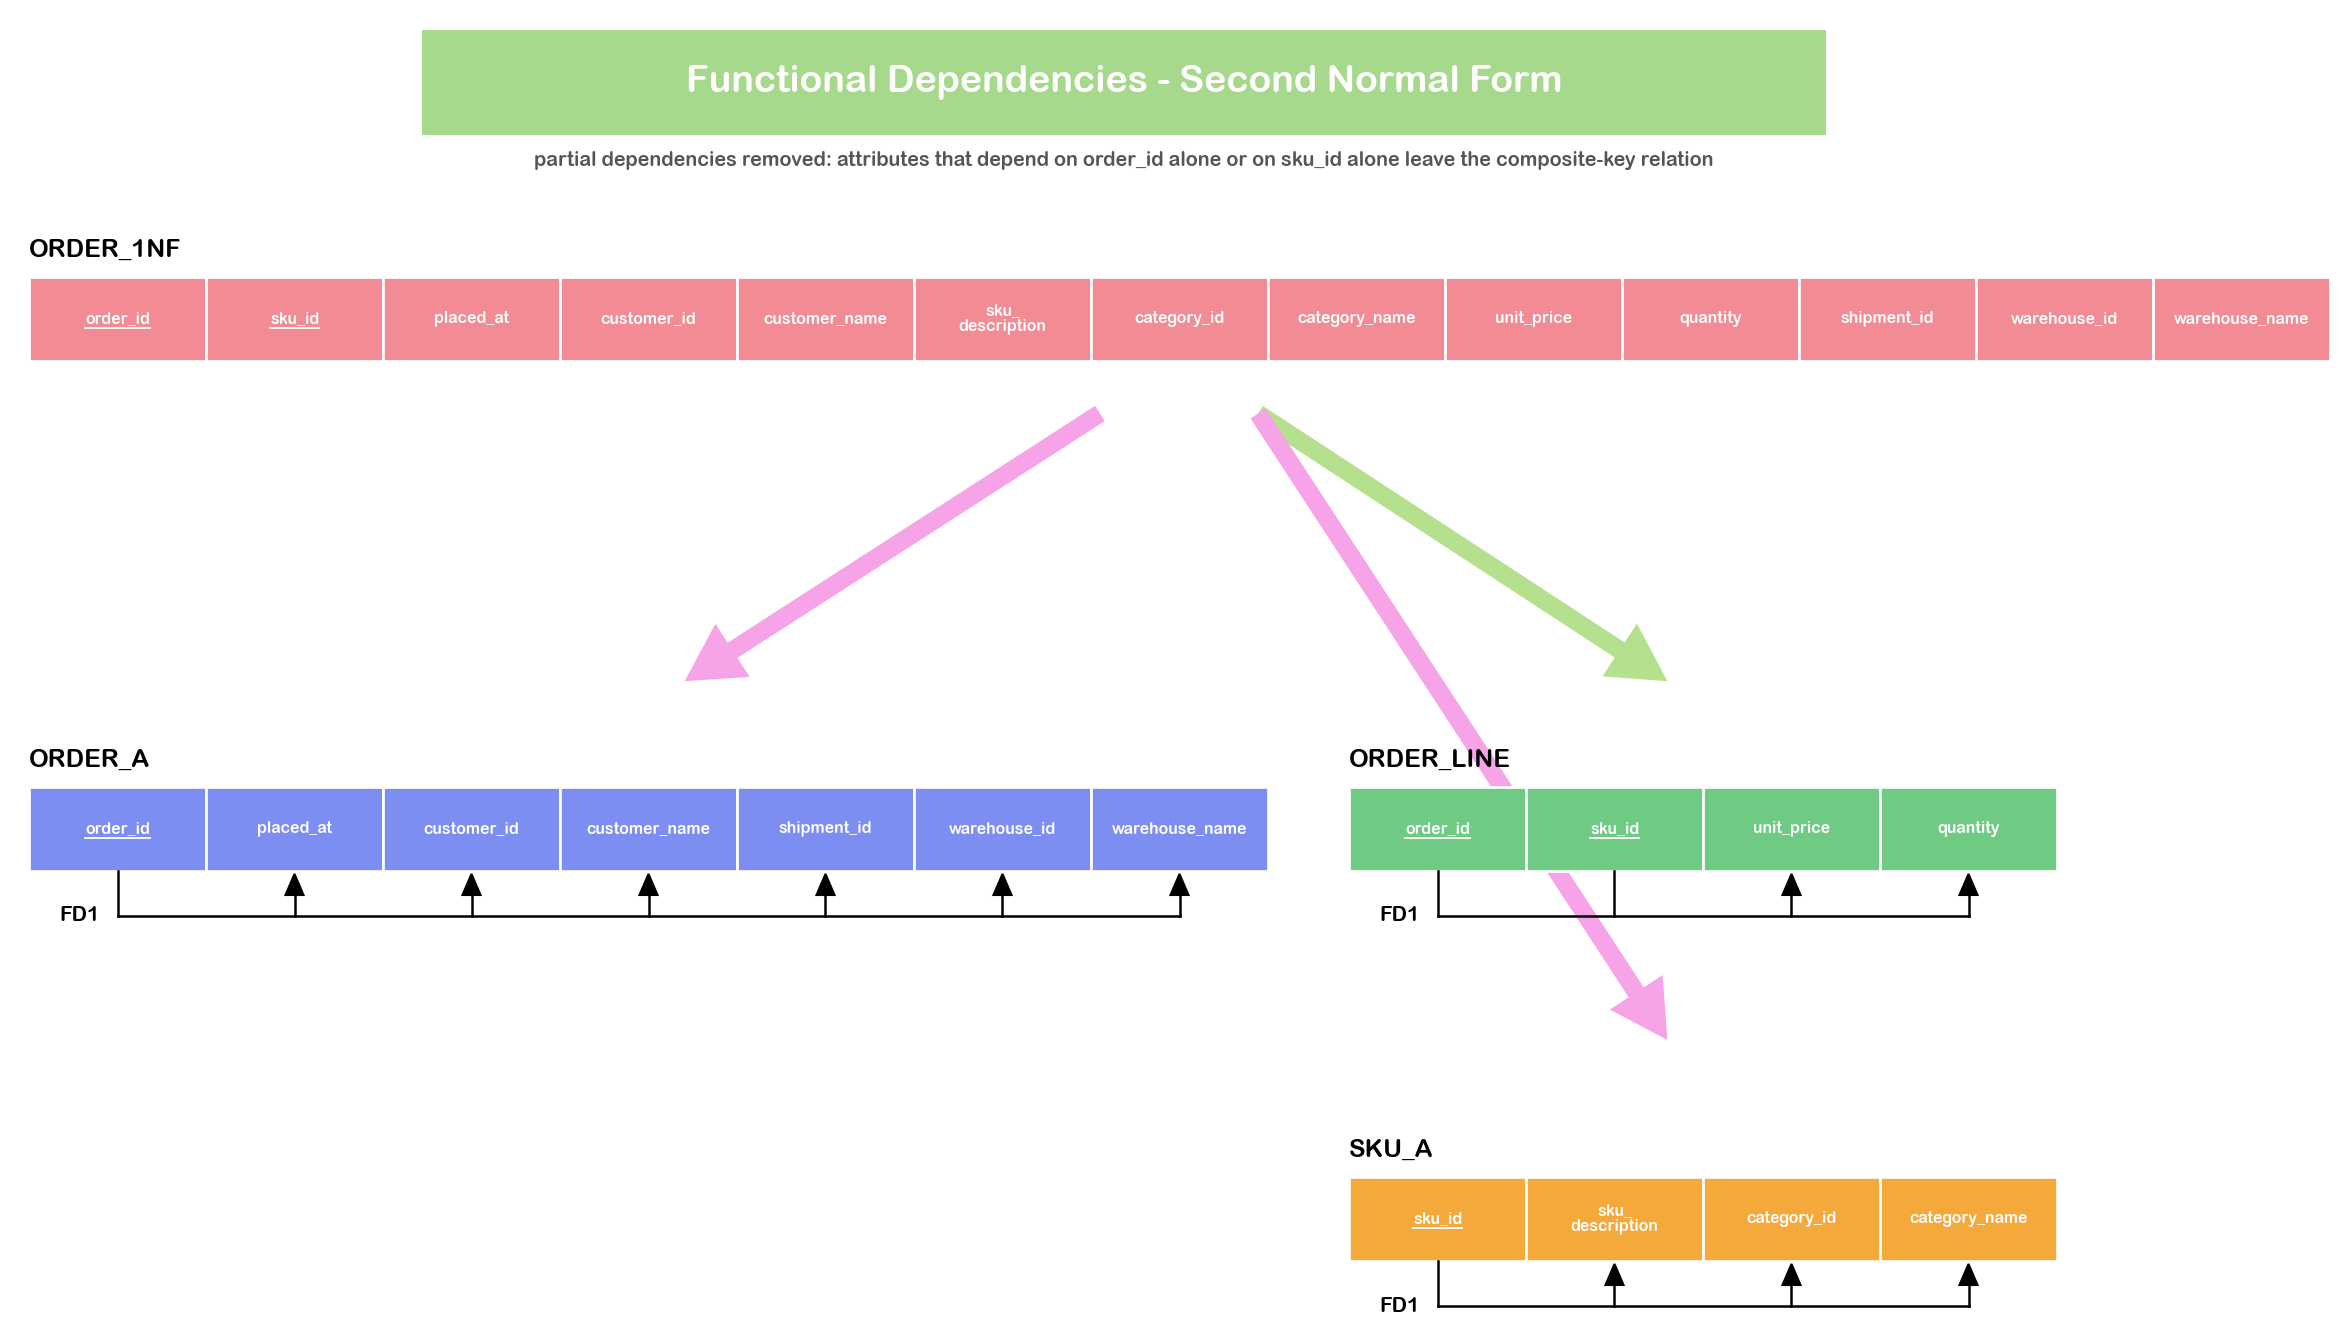 Functional Dependencies - Second Normal Form
partial dependencies removed: attributes that depend on order_id alone or on sku_id alone leave the composite-key relation
ORDER_1NF
order_id
sku_id
placed_at
customer_id
customer_name
sku_
description
category_id
category_name
unit_price
quantity
shipment_id
warehouse_id
warehouse_name
ORDER_A
order_id
placed_at
customer_id
customer_name
shipment_id
warehouse_id
warehouse_name
FD1
ORDER_LINE
order_id
sku_id
unit_price
quantity
FD1
SKU_A
sku_id
sku_
description
category_id
category_name
FD1